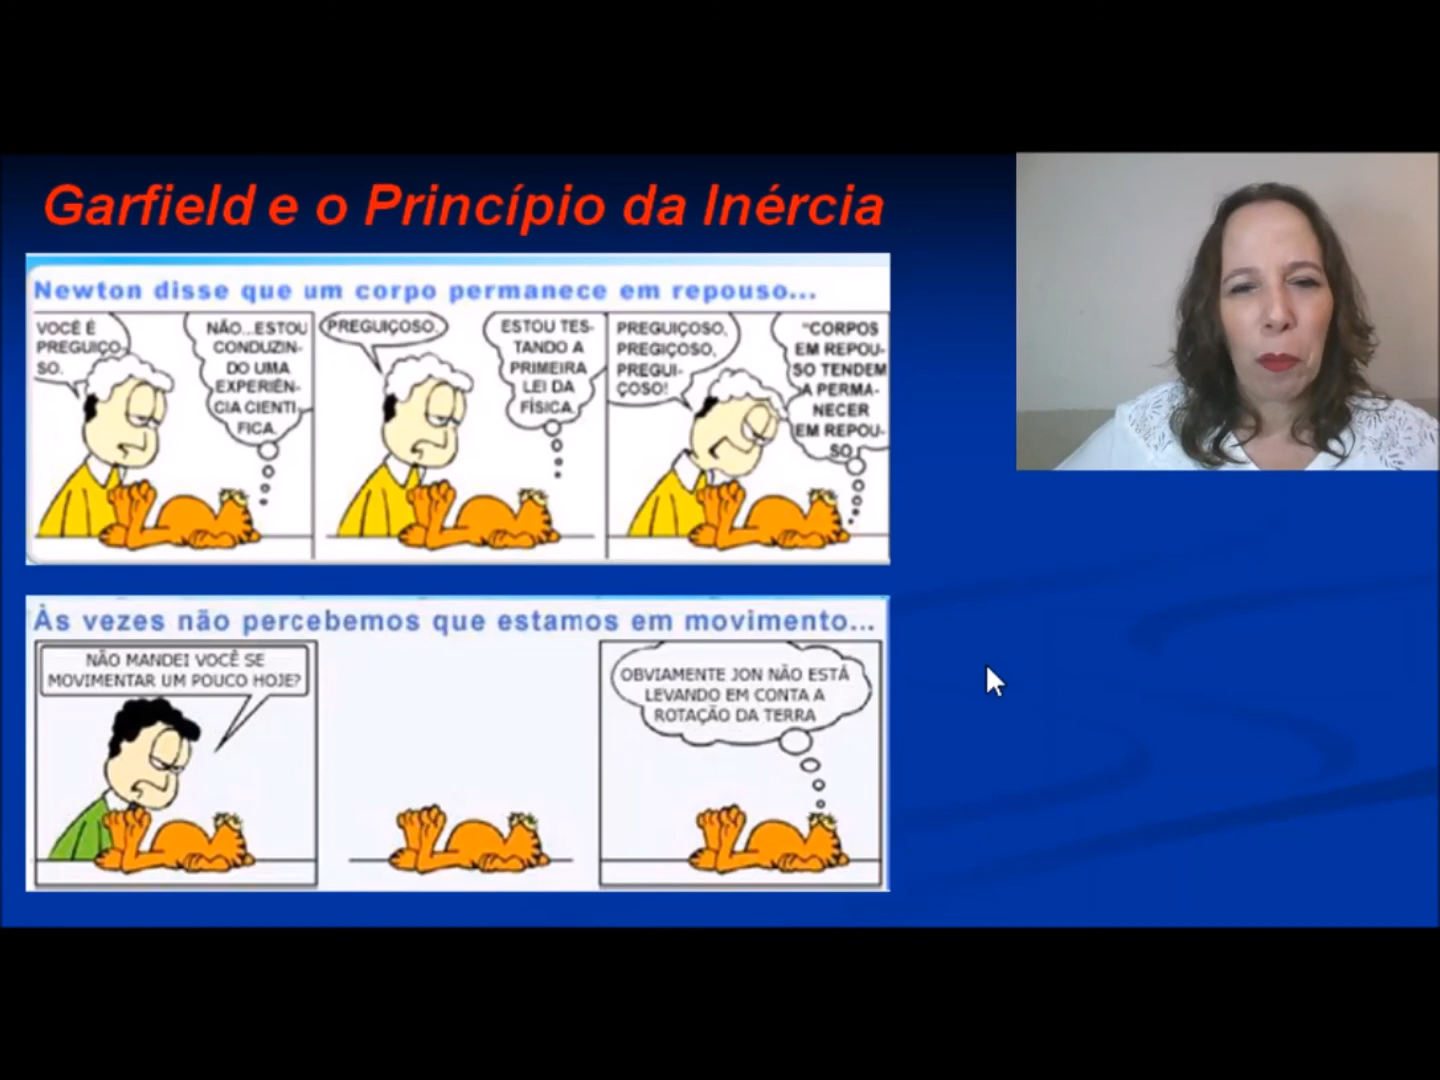 Garfield e o Princípio da Inércia
Newton disse que um corpo permanece em repouso...
VOCÊ É
PREGUIÇO-
SO.
NÃO...ESTOU
CONDUZIN-
DO UMA
EXPERIÊN-
CIA CIENTI-
FICA.
PREGUIÇOSO.
ESTOU TES-
TANDO A
PRIMEIRA
LEI DA
FÍSICA.
PREGUIÇOSO,
PREGIÇOSO,
PREGUI-
ÇOSO!
"CORPOS
EM REPOU-
SO TENDEM
A PERMA-
NECER
EM REPOU-
SO.
Às vezes não percebemos que estamos em movimento...
NÃO MANDEI VOCÊ SE
MOVIMENTAR UM POUCO HOJE?
OBVIAMENTE JON NÃO ESTÁ
LEVANDO EM CONTA A
ROTAÇÃO DA TERRA